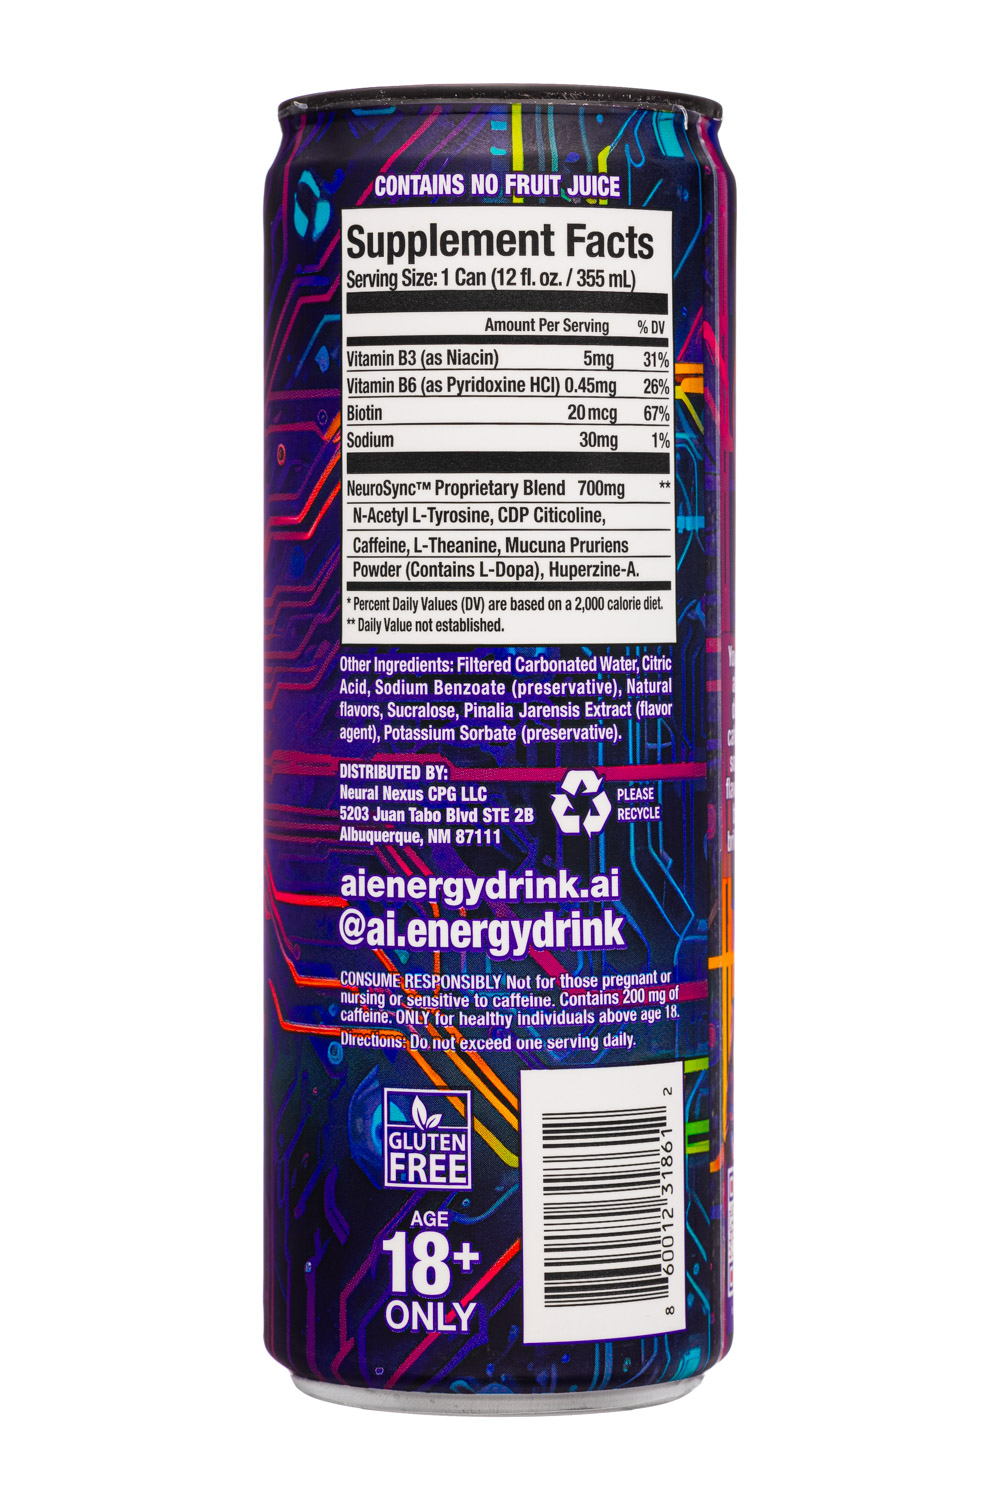 CONTAINS NO FRUIT JUICE
Supplement Facts
Serving Size: 1 Can (12 fl. oz. / 355 mL)
Amount Per Serving % DV
Vitamin B3 (as Niacin) 5mg 31%
Vitamin B6 (as Pyridoxine HCl) 0.45mg 26%
Biotin 20 mcg 67%
Sodium 30mg 1%
NeuroSync™ Proprietary Blend 700mg **
N-Acetyl L-Tyrosine, CDP Citicoline,
Caffeine, L-Theanine, Mucuna Pruriens
Powder (Contains L-Dopa), Huperzine-A.
* Percent Daily Values (DV) are based on a 2,000 calorie diet.
** Daily Value not established.
Other Ingredients: Filtered Carbonated Water, Citric
Acid, Sodium Benzoate (preservative), Natural
flavors, Sucralose, Pinalia Jarensis Extract (flavor
agent), Potassium Sorbate (preservative).
DISTRIBUTED BY:
Neural Nexus CPG LLC
5203 Juan Tabo Blvd STE 2B
Albuquerque, NM 87111
PLEASE
RECYCLE
aienergydrink.ai
@ai.energydrink
CONSUME RESPONSIBLY Not for those pregnant or
nursing or sensitive to caffeine. Contains 200 mg of
caffeine. ONLY for healthy individuals above age 18.
Directions: Do not exceed one serving daily.
GLUTEN
FREE
AGE
18+
ONLY
8 60012 31861 2